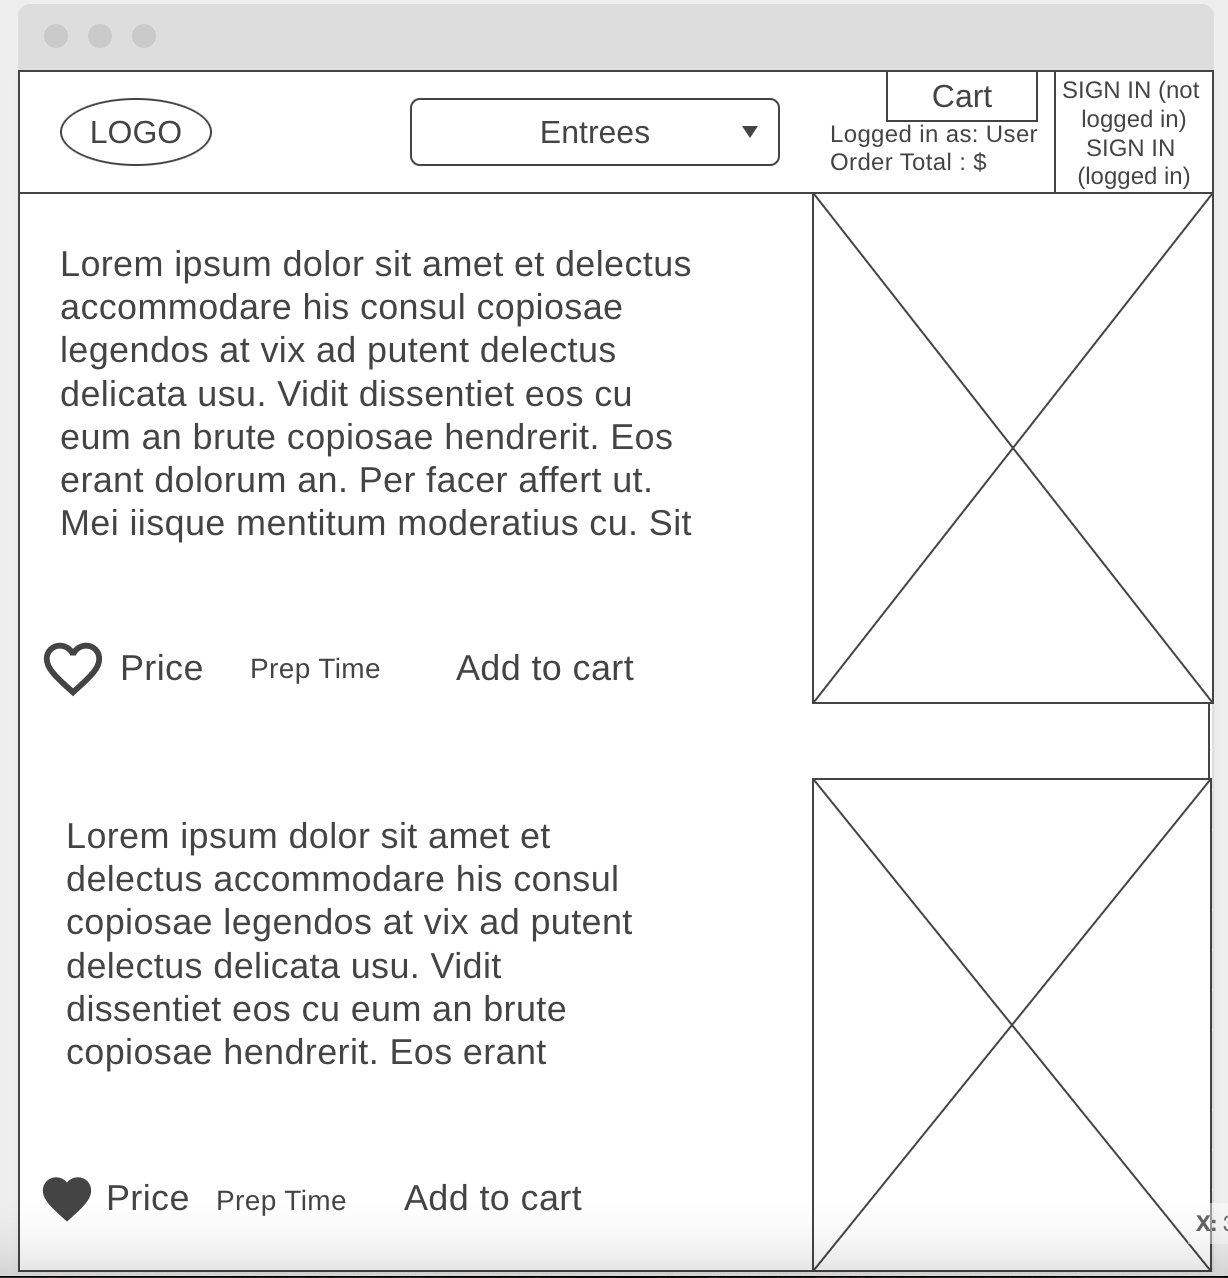 LOGO
Entrees
Cart
Logged in as: User
Order Total : $
SIGN IN (not
logged in)
SIGN IN
(logged in)
Lorem ipsum dolor sit amet et delectus
accommodare his consul copiosae
legendos at vix ad putent delectus
delicata usu. Vidit dissentiet eos cu
eum an brute copiosae hendrerit. Eos
erant dolorum an. Per facer affert ut.
Mei iisque mentitum moderatius cu. Sit
Price Prep Time Add to cart
Lorem ipsum dolor sit amet et
delectus accommodare his consul
copiosae legendos at vix ad putent
delectus delicata usu. Vidit
dissentiet eos cu eum an brute
copiosae hendrerit. Eos erant
Price Prep Time Add to cart
X: